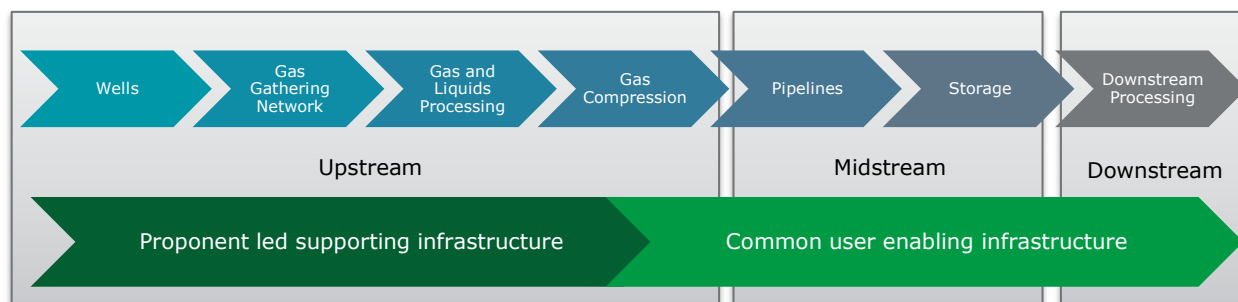 Wells
Gas
Gathering
Network
Gas and
Liquids
Processing
Gas
Compression
Pipelines
Storage
Downstream
Processing
Upstream
Midstream
Downstream
Proponent led supporting infrastructure
Common user enabling infrastructure